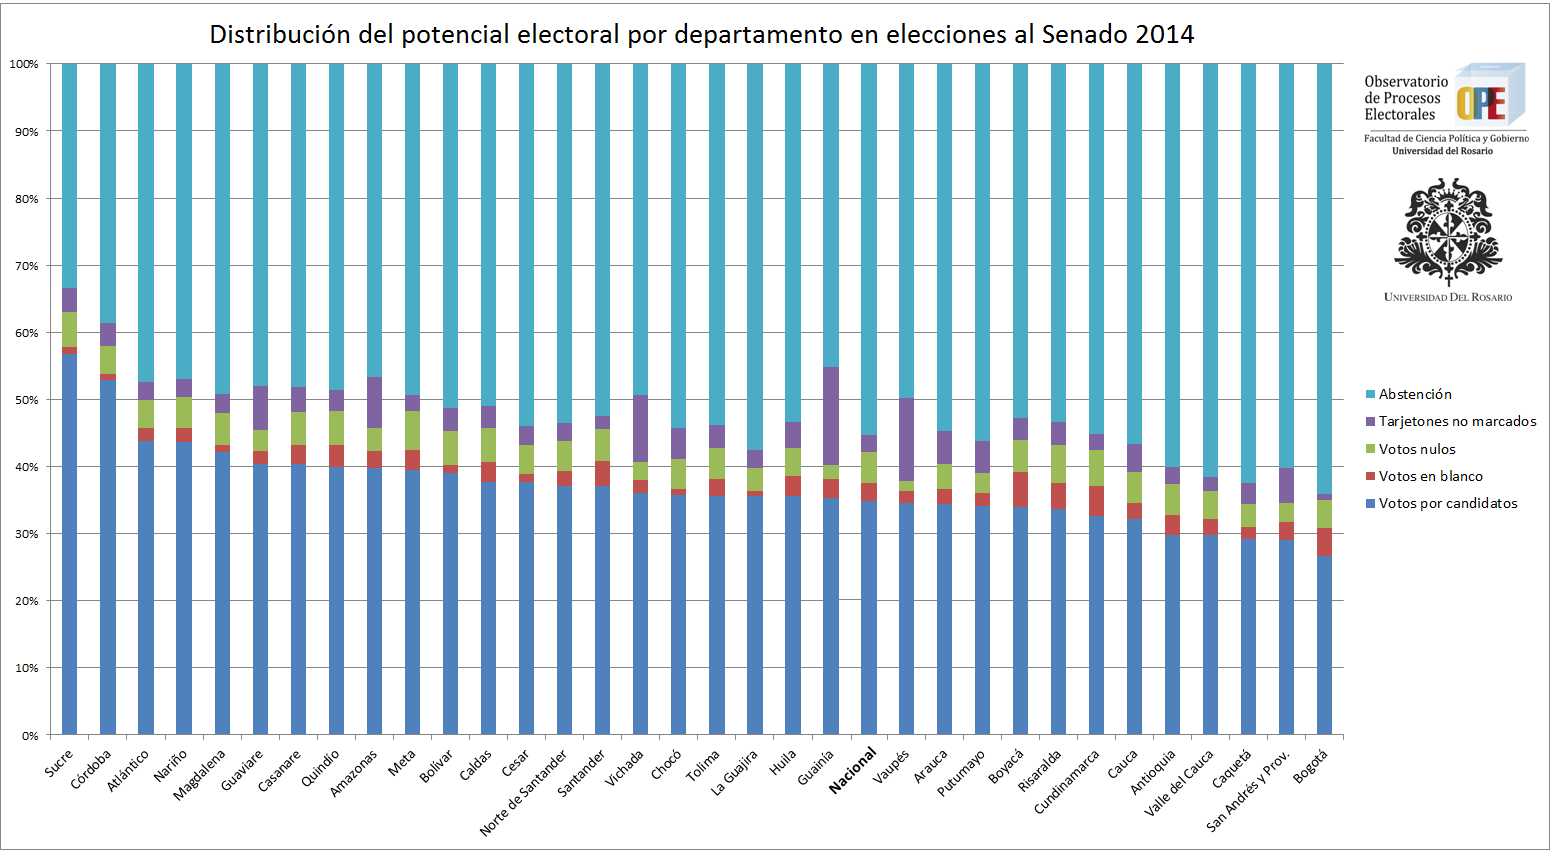 Distribución del potencial electoral por departamento en elecciones al Senado 2014
100%
90%
80%
70%
60%
50%
40%
30%
20%
10%
0%
Sucre
Córdoba
Atlántico
Nariño
Magdalena
Guaviare
Casanare
Quindío
Amazonas
Meta
Bolívar
Caldas
Cesar
Norte de Santander
Santander
Vichada
Chocó
Tolima
La Guajira
Huila
Guainía
Nacional
Vaupés
Arauca
Putumayo
Boyacá
Risaralda
Cundinamarca
Cauca
Antioquia
Valle del Cauca
Caquetá
San Andrés y Prov.
Bogotá
Observatorio
de Procesos
Electorales
OPE
Facultad de Ciencia Política y Gobierno
Universidad del Rosario
UNIVERSIDAD DEL ROSARIO
Abstención
Tarjetones no marcados
Votos nulos
Votos en blanco
Votos por candidatos